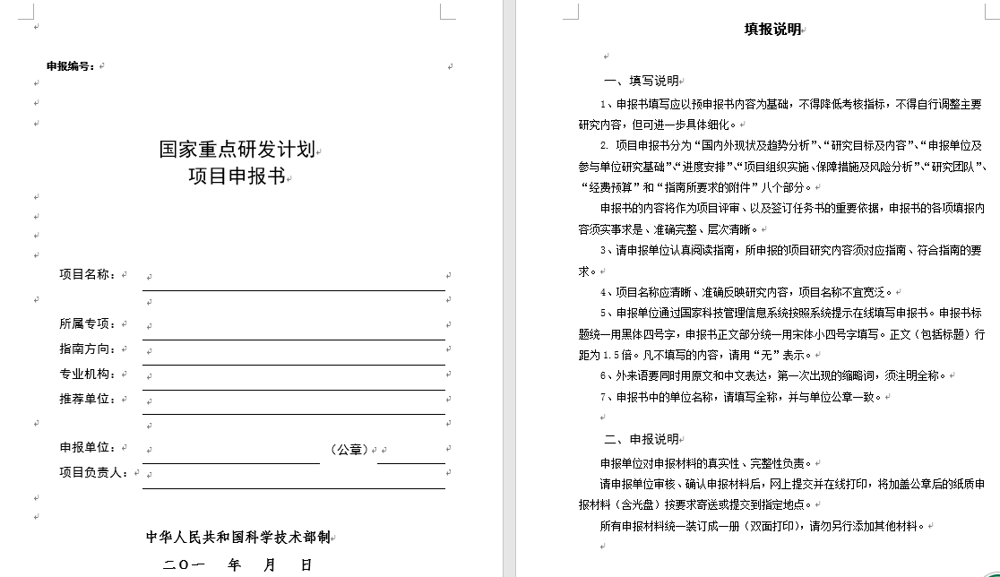 申报编号：
国家重点研发计划
项目申报书
项目名称：
所属专项：
指南方向：
专业机构：
推荐单位：
申报单位：（公章）
项目负责人：
中华人民共和国科学技术部制
二〇一 年 月 日
填报说明
一、填写说明
1、申报书填写应以预申报书内容为基础，不得降低考核指标，不得自行调整主要
研究内容，但可进一步具体细化。
2. 项目申报书分为“国内外现状及趋势分析”、“研究目标及内容”、“申报单位及
参与单位研究基础”、“进度安排”、“项目组织实施、保障措施及风险分析”、“研究团队”、
“经费预算”和“指南所要求的附件”八个部分。
申报书的内容将作为项目评审、以及签订任务书的重要依据，申报书的各项填报内
容须实事求是、准确完整、层次清晰。
3、请申报单位认真阅读指南，所申报的项目研究内容须对应指南、符合指南的要
求。
4、项目名称应清晰、准确反映研究内容，项目名称不宜宽泛。
5、申报单位通过国家科技管理信息系统按照系统提示在线填写申报书。申报书标
题统一用黑体四号字，申报书正文部分统一用宋体小四号字填写。正文（包括标题）行
距为1.5倍。凡不填写的内容，请用“无”表示。
6、外来语要同时用原文和中文表达，第一次出现的缩略词，须注明全称。
7、申报书中的单位名称，请填写全称，并与单位公章一致。
二、申报说明
申报单位对申报材料的真实性、完整性负责。
请申报单位审核、确认申报材料后，网上提交并在线打印，将加盖公章后的纸质申
报材料（含光盘）按要求寄送或提交到指定地点。
所有申报材料统一装订成一册（双面打印），请勿另行添加其他材料。